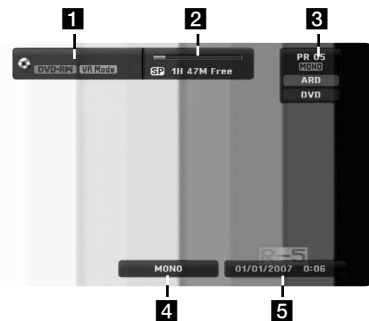 1
2
3
DVD-RW VR Mode
SP 1H 47M Free
PR 05
MONO
ARD
DVD
R-5
MONO
01/01/2007 0:06
4
5